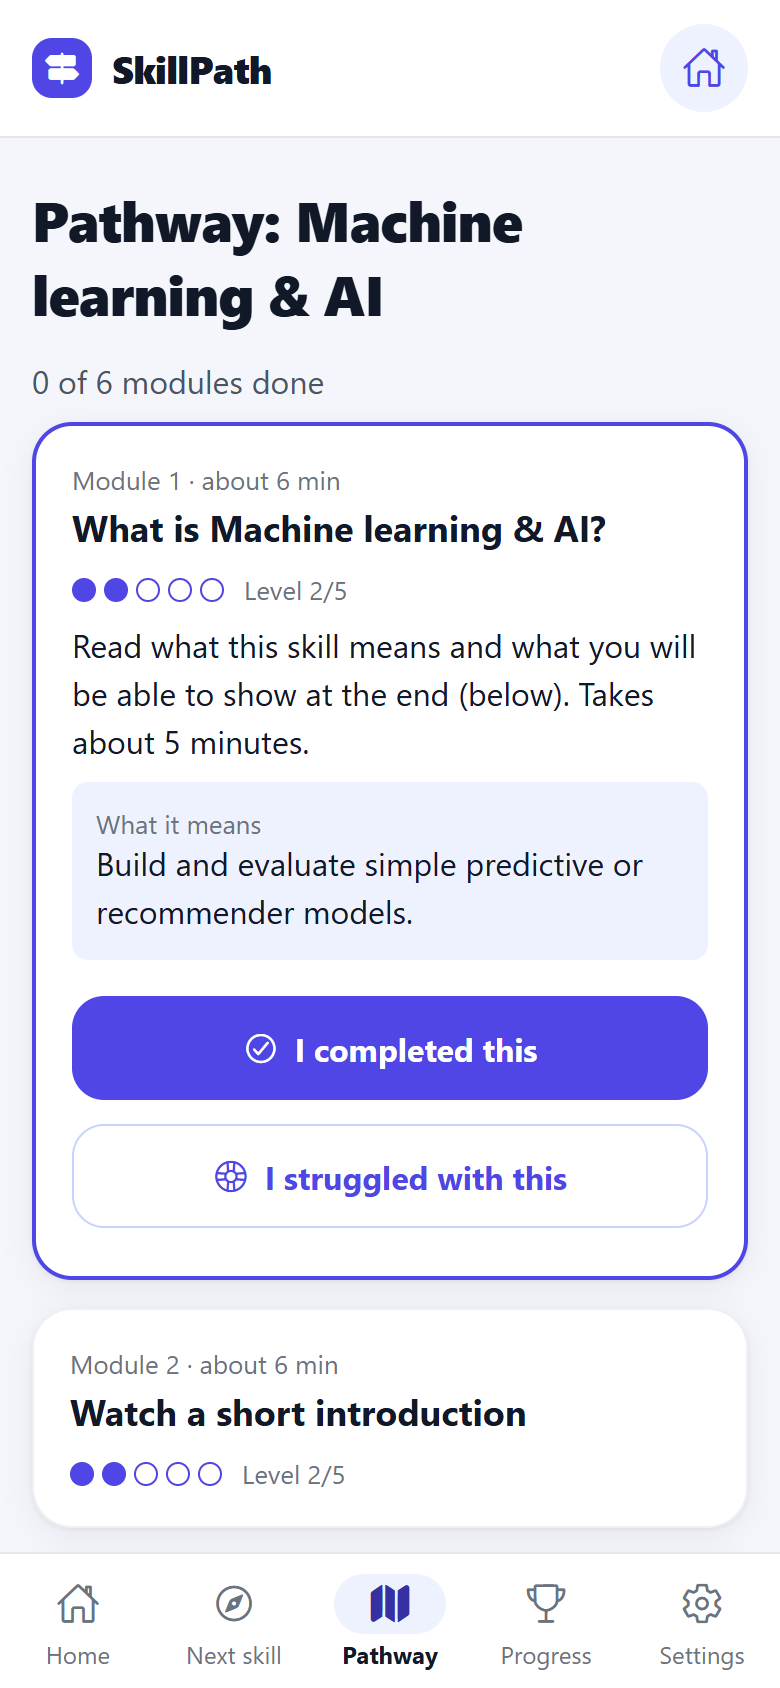 SkillPath
Pathway: Machine
learning & AI
0 of 6 modules done
Module 1 · about 6 min
What is Machine learning & AI?
Level 2/5
Read what this skill means and what you will
be able to show at the end (below). Takes
about 5 minutes.
What it means
Build and evaluate simple predictive or
recommender models.
I completed this
I struggled with this
Module 2 · about 6 min
Watch a short introduction
Level 2/5
Home
Next skill
Pathway
Progress
Settings